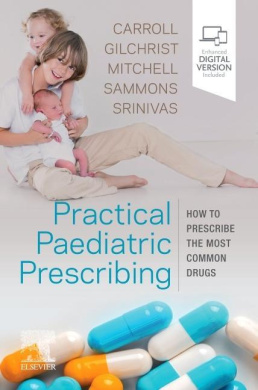 CARROLL
GILCHRIST
MITCHELL
SAMMONS
SRINIVAS
Enhanced
DIGITAL
VERSION
Included
Practical
Paediatric
Prescribing
HOW TO
PRESCRIBE
THE MOST
COMMON
DRUGS
ELSEVIER